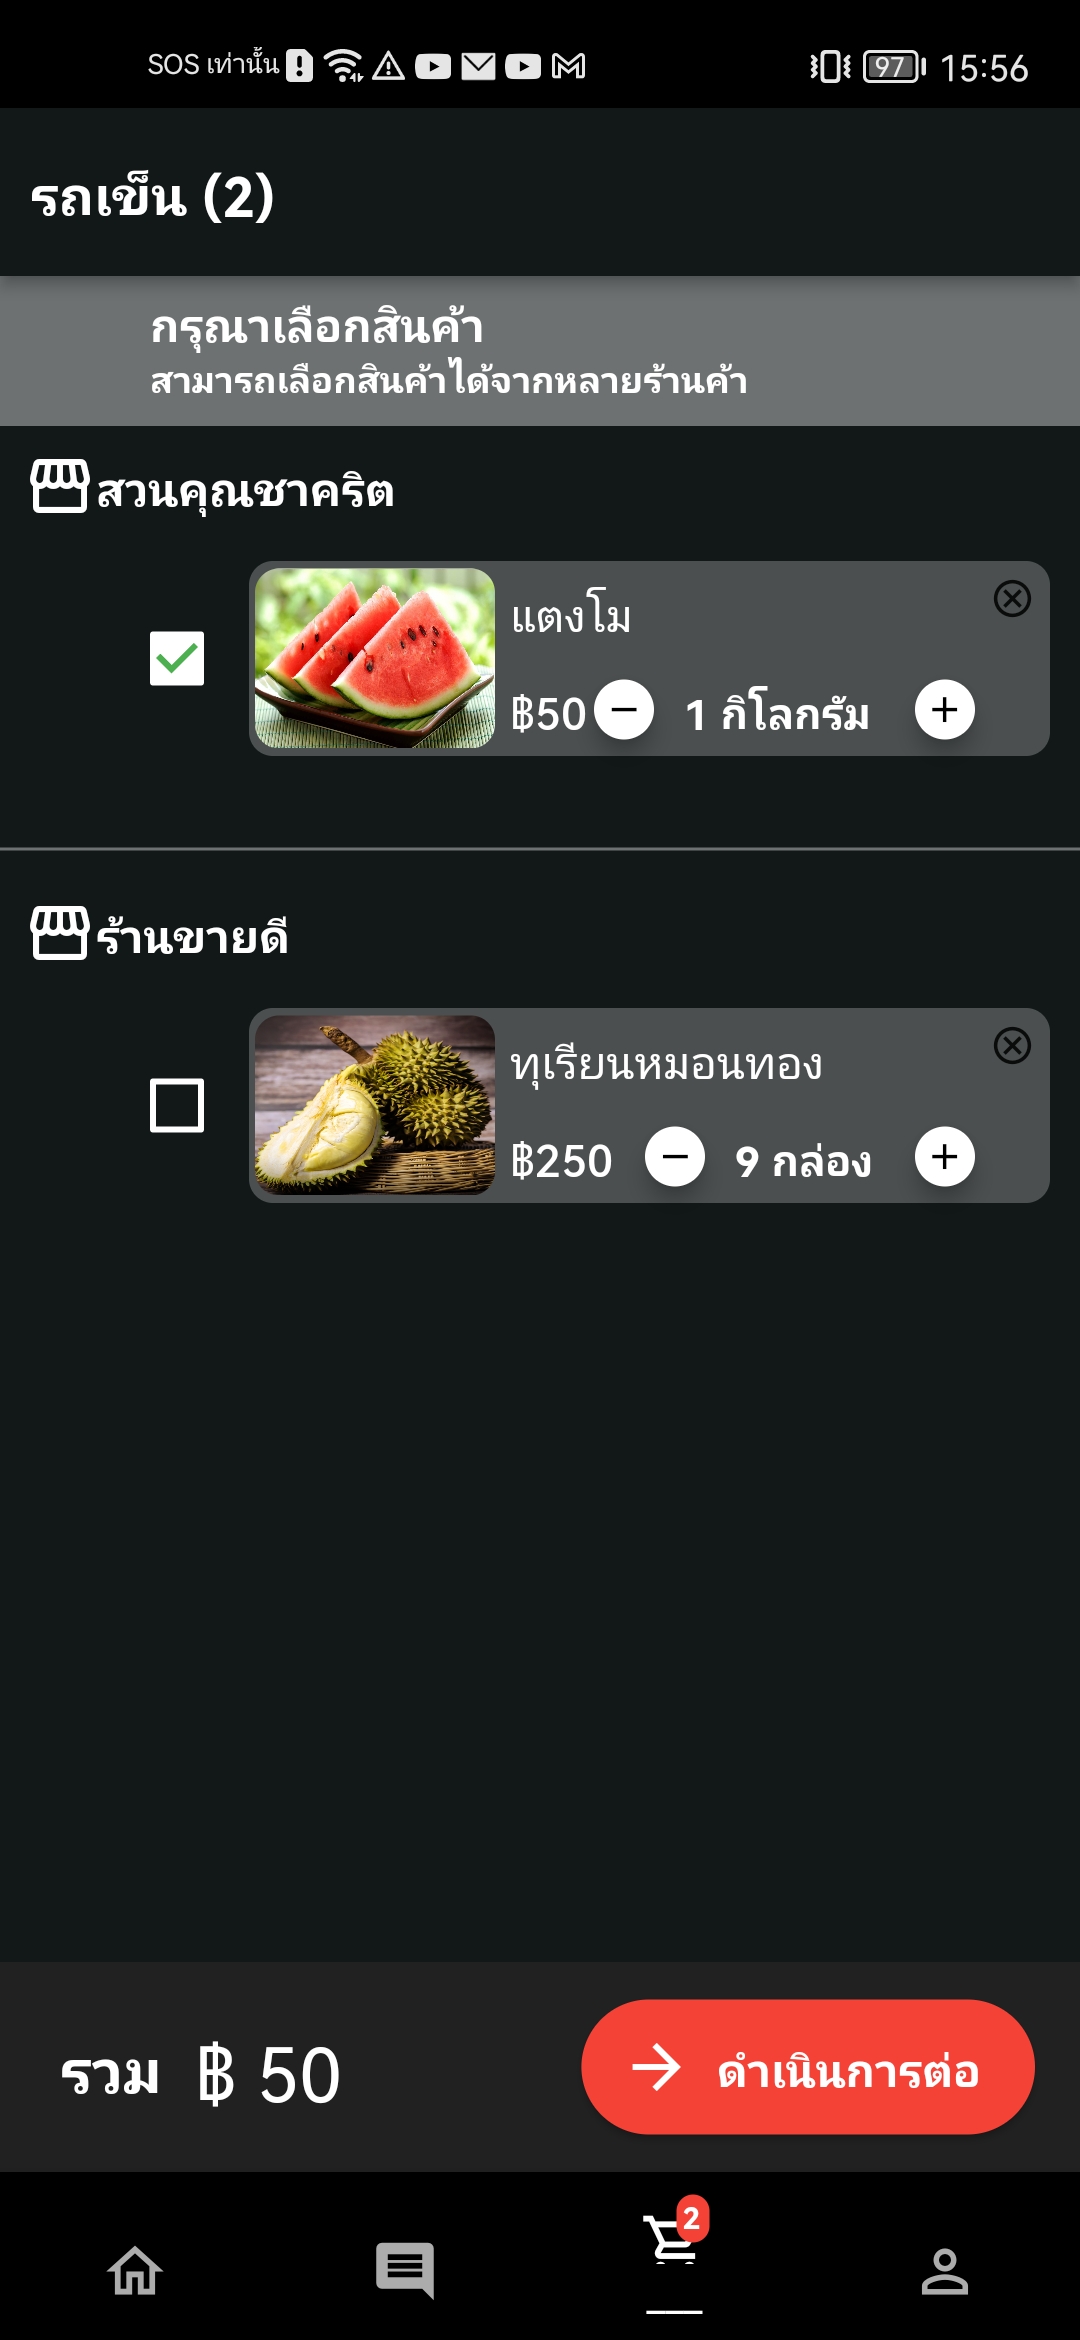 SOS เท่านั้น
97 15:56
รถเข็น (2)
กรุณาเลือกสินค้า
สามารถเลือกสินค้าได้จากหลายร้านค้า
สวนคุณชาคริต
แตงโม
฿50 1 กิโลกรัม
ร้านขายดี
ทุเรียนหมอนทอง
฿250 9 กล่อง
รวม ฿ 50
ดำเนินการต่อ
2